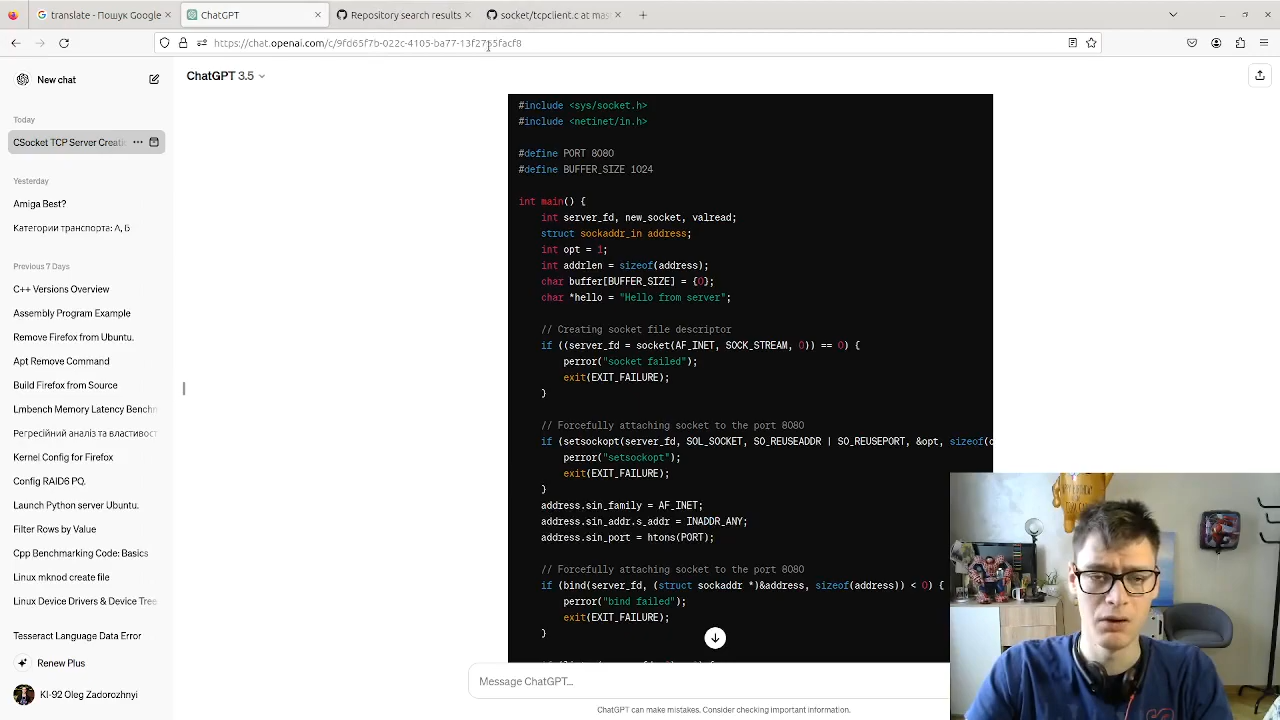 translate - Пошук Google
ChatGPT
Repository search results
socket/tcpclient.c at mas
https://chat.openai.com/c/9fd65f7b-022c-4105-ba77-13f2755facf8
New chat
ChatGPT 3.5
Today
CSocket TCP Server Creati
Yesterday
Amiga Best?
Категории транспорта: А, Б
Previous 7 Days
C++ Versions Overview
Assembly Program Example
Remove Firefox from Ubuntu.
Apt Remove Command
Build Firefox from Source
Lmbench Memory Latency Benchm
Регресійний аналіз та властивост
Kernel Config for Firefox
Config RAID6 PQ.
Launch Python server Ubuntu.
Filter Rows by Value
Cpp Benchmarking Code: Basics
Linux mknod create file
Linux Device Drivers & Device Tree
Tesseract Language Data Error
Renew Plus
KI-92 Oleg Zadorozhnyi
#include <sys/socket.h>
#include <netinet/in.h>
#define PORT 8080
#define BUFFER_SIZE 1024
int main() {
int server_fd, new_socket, valread;
struct sockaddr_in address;
int opt = 1;
int addrlen = sizeof(address);
char buffer[BUFFER_SIZE] = {0};
char *hello = "Hello from server";
// Creating socket file descriptor
if ((server_fd = socket(AF_INET, SOCK_STREAM, 0)) == 0) {
perror("socket failed");
exit(EXIT_FAILURE);
}
// Forcefully attaching socket to the port 8080
if (setsockopt(server_fd, SOL_SOCKET, SO_REUSEADDR | SO_REUSEPORT, &opt, sizeof(o
perror("setsockopt");
exit(EXIT_FAILURE);
}
address.sin_family = AF_INET;
address.sin_addr.s_addr = INADDR_ANY;
address.sin_port = htons(PORT);
// Forcefully attaching socket to the port 8080
if (bind(server_fd, (struct sockaddr *)&address, sizeof(address)) < 0) {
perror("bind failed");
exit(EXIT_FAILURE);
}
Message ChatGPT...
ChatGPT can make mistakes. Consider checking important information.